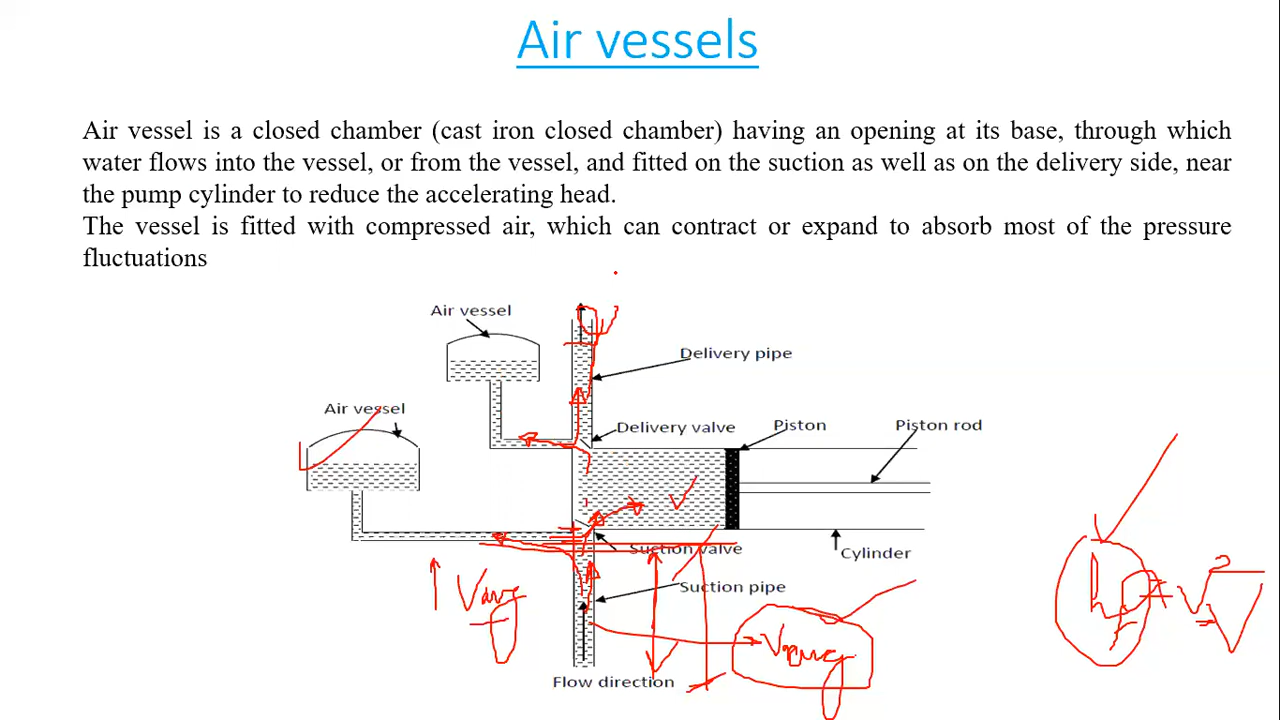 Air vessels
Air vessel is a closed chamber (cast iron closed chamber) having an opening at its base, through which
water flows into the vessel, or from the vessel, and fitted on the suction as well as on the delivery side, near
the pump cylinder to reduce the accelerating head.
The vessel is fitted with compressed air, which can contract or expand to absorb most of the pressure
fluctuations
Air vessel
Delivery pipe
Air vessel
Delivery valve
Piston
Piston rod
Suction valve
Cylinder
Suction pipe
Vavg
Vavg
Flow direction